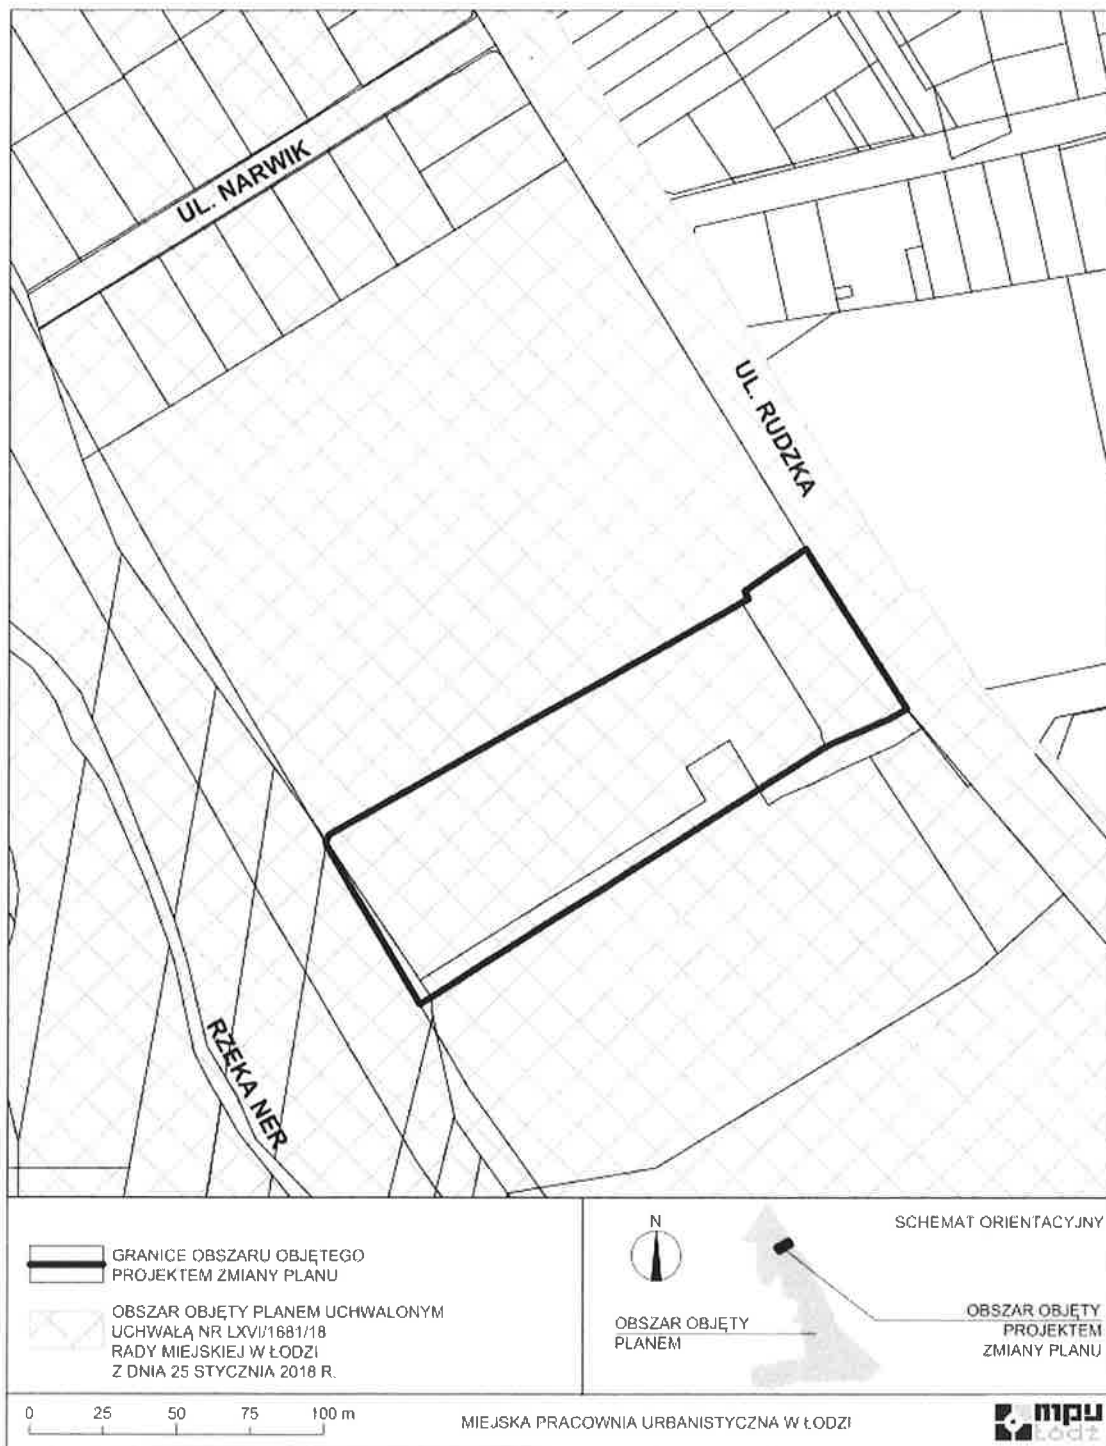 UL. NARWIK
UL. RUDZKA
RZEKA NER
GRANICE OBSZARU OBJĘTEGO
PROJEKTEM ZMIANY PLANU
OBSZAR OBJĘTY PLANEM UCHWALONYM
UCHWAŁĄ NR LXVI/1681/18
RADY MIEJSKIEJ W ŁODZI
Z DNIA 25 STYCZNIA 2018 R.
N
SCHEMAT ORIENTACYJNY
OBSZAR OBJĘTY
PLANEM
OBSZAR OBJĘTY
PROJEKTEM
ZMIANY PLANU
0 25 50 75 100 m
MIEJSKA PRACOWNIA URBANISTYCZNA W ŁODZI
mpu
Łódź